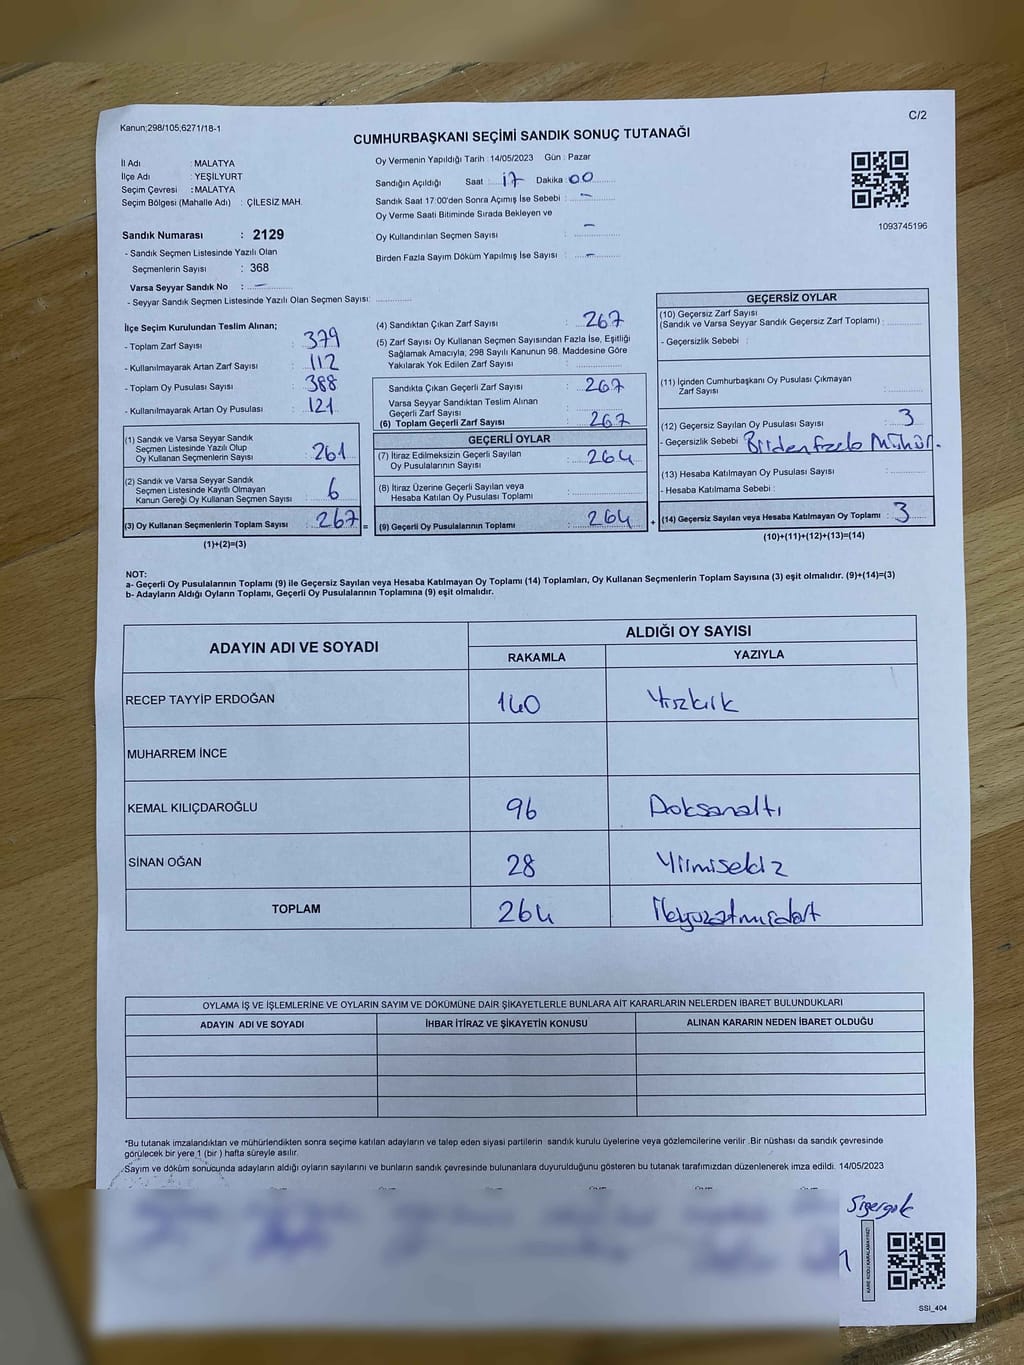 Kanun;298/105;6271/18-1
C/2
CUMHURBAŞKANI SEÇİMİ SANDIK SONUÇ TUTANAĞI
İl Adı : MALATYA
İlçe Adı : YEŞİLYURT
Seçim Çevresi : MALATYA
Seçim Bölgesi (Mahalle Adı) : ÇİLESİZ MAH.
Oy Vermenin Yapıldığı Tarih : 14/05/2023 Gün : Pazar
Sandığın Açıldığı Saat : 17 Dakika : 00
Sandık Saat 17:00'den Sonra Açımış İse Sebebi : -
Oy Verme Saati Bitiminde Sırada Bekleyen ve
Oy Kullandırılan Seçmen Sayısı : -
Birden Fazla Sayım Döküm Yapılmış İse Sayısı : -
1093745196
Sandık Numarası : 2129
- Sandık Seçmen Listesinde Yazılı Olan
Seçmenlerin Sayısı : 368
Varsa Seyyar Sandık No : -
- Seyyar Sandık Seçmen Listesinde Yazılı Olan Seçmen Sayısı:
İlçe Seçim Kurulundan Teslim Alınan;
- Toplam Zarf Sayısı : 379
- Kullanılmayarak Artan Zarf Sayısı : 112
- Toplam Oy Pusulası Sayısı : 388
- Kullanılmayarak Artan Oy Pusulası : 121
(1) Sandık ve Varsa Seyyar Sandık
Seçmen Listesinde Yazılı Olup
Oy Kullanan Seçmenlerin Sayısı : 261
(2) Sandık ve Varsa Seyyar Sandık
Seçmen Listesinde Kayıtlı Olmayan
Kanun Gereği Oy Kullanan Seçmen Sayısı : 6
(3) Oy Kullanan Seçmenlerin Toplam Sayısı : 267 =
(1)+(2)=(3)
(4) Sandıktan Çıkan Zarf Sayısı : 267
(5) Zarf Sayısı Oy Kullanan Seçmen Sayısından Fazla İse, Eşitliği
Sağlamak Amacıyla, 298 Sayılı Kanunun 98. Maddesine Göre
Yakılarak Yok Edilen Zarf Sayısı :
Sandıkta Çıkan Geçerli Zarf Sayısı : 267
Varsa Seyyar Sandıktan Teslim Alınan
Geçerli Zarf Sayısı :
(6) Toplam Geçerli Zarf Sayısı : 267
GEÇERLİ OYLAR
(7) İtiraz Edilmeksizin Geçerli Sayılan
Oy Pusulalarının Sayısı : 264
(8) İtiraz Üzerine Geçerli Sayılan veya
Hesaba Katılan Oy Pusulası Toplamı :
(9) Geçerli Oy Pusulalarının Toplamı : 264 +
GEÇERSİZ OYLAR
(10) Geçersiz Zarf Sayısı
(Sandık ve Varsa Seyyar Sandık Geçersiz Zarf Toplamı) :
- Geçersizlik Sebebi :
(11) İçinden Cumhurbaşkanı Oy Pusulası Çıkmayan
Zarf Sayısı :
(12) Geçersiz Sayılan Oy Pusulası Sayısı : 3
- Geçersizlik Sebebi : Birden fazla Mühür.
(13) Hesaba Katılmayan Oy Pusulası Sayısı :
- Hesaba Katılmama Sebebi :
(14) Geçersiz Sayılan veya Hesaba Katılmayan Oy Toplamı : 3
(10)+(11)+(12)+(13)=(14)
NOT:
a- Geçerli Oy Pusulalarının Toplamı (9) ile Geçersiz Sayılan veya Hesaba Katılmayan Oy Toplamı (14) Toplamları, Oy Kullanan Seçmenlerin Toplam Sayısına (3) eşit olmalıdır. (9)+(14)=(3)
b- Adayların Aldığı Oyların Toplamı, Geçerli Oy Pusulalarının Toplamına (9) eşit olmalıdır.
ADAYIN ADI VE SOYADI
ALDIĞI OY SAYISI
RAKAMLA
YAZIYLA
RECEP TAYYİP ERDOĞAN 140 Yüzkırk
MUHARREM İNCE
KEMAL KILIÇDAROĞLU 96 Doksanaltı
SİNAN OĞAN 28 Yirmisekiz
TOPLAM 264 İkiyüzatmışdört
OYLAMA İŞ VE İŞLEMLERİNE VE OYLARIN SAYIM VE DÖKÜMÜNE DAİR ŞİKAYETLERLE BUNLARA AİT KARARLARIN NELERDEN İBARET BULUNDUKLARI
ADAYIN ADI VE SOYADI
İHBAR İTİRAZ VE ŞİKAYETİN KONUSU
ALINAN KARARIN NEDEN İBARET OLDUĞU
*Bu tutanak imzalandıktan ve mühürlendikten sonra seçime katılan adayların ve talep eden siyasi partilerin sandık kurulu üyelerine veya gözlemcilerine verilir .Bir nüshası da sandık çevresinde
görülecek bir yere 1 (bir ) hafta süreyle asılır.
Sayım ve döküm sonucunda adayların aldığı oyların sayılarını ve bunların sandık çevresinde bulunanlara duyurulduğunu gösteren bu tutanak tarafımızdan düzenlenerek imza edildi. 14/05/2023
KARE KODU KARALAMAYINIZ!
SSI_404